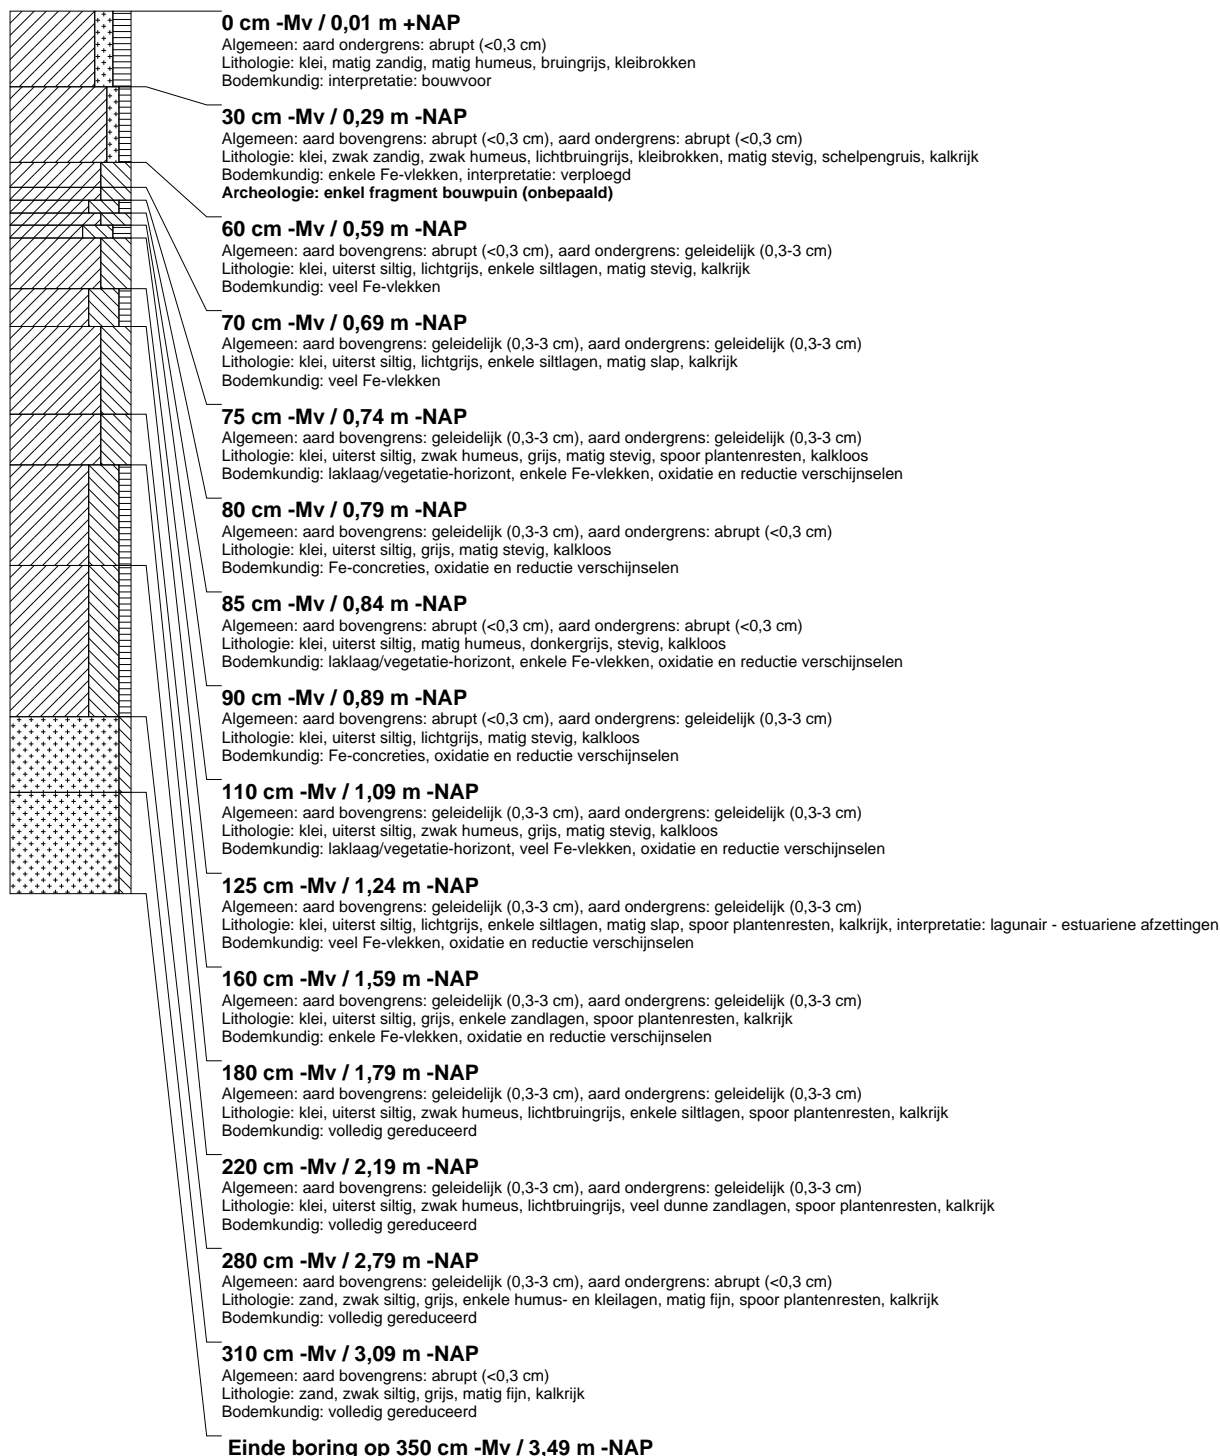 0 cm -Mv / 0,01 m +NAP
Algemeen: aard ondergrens: abrupt (<0,3 cm)
Lithologie: klei, matig zandig, matig humeus, bruingrijs, kleibrokken
Bodemkundig: interpretatie: bouwvoor
30 cm -Mv / 0,29 m -NAP
Algemeen: aard bovengrens: abrupt (<0,3 cm), aard ondergrens: abrupt (<0,3 cm)
Lithologie: klei, zwak zandig, zwak humeus, lichtbruingrijs, kleibrokken, matig stevig, schelpengruis, kalkrijk
Bodemkundig: enkele Fe-vlekken, interpretatie: verploegd
Archeologie: enkel fragment bouwpuin (onbepaald)
60 cm -Mv / 0,59 m -NAP
Algemeen: aard bovengrens: abrupt (<0,3 cm), aard ondergrens: geleidelijk (0,3-3 cm)
Lithologie: klei, uiterst siltig, lichtgrijs, enkele siltlagen, matig stevig, kalkrijk
Bodemkundig: veel Fe-vlekken
70 cm -Mv / 0,69 m -NAP
Algemeen: aard bovengrens: geleidelijk (0,3-3 cm), aard ondergrens: geleidelijk (0,3-3 cm)
Lithologie: klei, uiterst siltig, lichtgrijs, enkele siltlagen, matig slap, kalkrijk
Bodemkundig: veel Fe-vlekken
75 cm -Mv / 0,74 m -NAP
Algemeen: aard bovengrens: geleidelijk (0,3-3 cm), aard ondergrens: geleidelijk (0,3-3 cm)
Lithologie: klei, uiterst siltig, zwak humeus, grijs, matig stevig, spoor plantenresten, kalkloos
Bodemkundig: laklaag/vegetatie-horizont, enkele Fe-vlekken, oxidatie en reductie verschijnselen
80 cm -Mv / 0,79 m -NAP
Algemeen: aard bovengrens: geleidelijk (0,3-3 cm), aard ondergrens: abrupt (<0,3 cm)
Lithologie: klei, uiterst siltig, grijs, matig stevig, kalkloos
Bodemkundig: Fe-concreties, oxidatie en reductie verschijnselen
85 cm -Mv / 0,84 m -NAP
Algemeen: aard bovengrens: abrupt (<0,3 cm), aard ondergrens: abrupt (<0,3 cm)
Lithologie: klei, uiterst siltig, matig humeus, donkergrijs, stevig, kalkloos
Bodemkundig: laklaag/vegetatie-horizont, enkele Fe-vlekken, oxidatie en reductie verschijnselen
90 cm -Mv / 0,89 m -NAP
Algemeen: aard bovengrens: abrupt (<0,3 cm), aard ondergrens: geleidelijk (0,3-3 cm)
Lithologie: klei, uiterst siltig, lichtgrijs, matig stevig, kalkloos
Bodemkundig: Fe-concreties, oxidatie en reductie verschijnselen
110 cm -Mv / 1,09 m -NAP
Algemeen: aard bovengrens: geleidelijk (0,3-3 cm), aard ondergrens: geleidelijk (0,3-3 cm)
Lithologie: klei, uiterst siltig, zwak humeus, grijs, matig stevig, kalkloos
Bodemkundig: laklaag/vegetatie-horizont, veel Fe-vlekken, oxidatie en reductie verschijnselen
125 cm -Mv / 1,24 m -NAP
Algemeen: aard bovengrens: geleidelijk (0,3-3 cm), aard ondergrens: geleidelijk (0,3-3 cm)
Lithologie: klei, uiterst siltig, lichtgrijs, enkele siltlagen, matig slap, spoor plantenresten, kalkrijk, interpretatie: lagunair - estuariene afzettingen
Bodemkundig: veel Fe-vlekken, oxidatie en reductie verschijnselen
160 cm -Mv / 1,59 m -NAP
Algemeen: aard bovengrens: geleidelijk (0,3-3 cm), aard ondergrens: geleidelijk (0,3-3 cm)
Lithologie: klei, uiterst siltig, grijs, enkele zandlagen, spoor plantenresten, kalkrijk
Bodemkundig: enkele Fe-vlekken, oxidatie en reductie verschijnselen
180 cm -Mv / 1,79 m -NAP
Algemeen: aard bovengrens: geleidelijk (0,3-3 cm), aard ondergrens: geleidelijk (0,3-3 cm)
Lithologie: klei, uiterst siltig, zwak humeus, lichtbruingrijs, enkele siltlagen, spoor plantenresten, kalkrijk
Bodemkundig: volledig gereduceerd
220 cm -Mv / 2,19 m -NAP
Algemeen: aard bovengrens: geleidelijk (0,3-3 cm), aard ondergrens: geleidelijk (0,3-3 cm)
Lithologie: klei, uiterst siltig, zwak humeus, lichtbruingrijs, veel dunne zandlagen, spoor plantenresten, kalkrijk
Bodemkundig: volledig gereduceerd
280 cm -Mv / 2,79 m -NAP
Algemeen: aard bovengrens: geleidelijk (0,3-3 cm), aard ondergrens: abrupt (<0,3 cm)
Lithologie: zand, zwak siltig, grijs, enkele humus- en kleilagen, matig fijn, spoor plantenresten, kalkrijk
Bodemkundig: volledig gereduceerd
310 cm -Mv / 3,09 m -NAP
Algemeen: aard bovengrens: abrupt (<0,3 cm)
Lithologie: zand, zwak siltig, grijs, matig fijn, kalkrijk
Bodemkundig: volledig gereduceerd
Einde boring op 350 cm -Mv / 3,49 m -NAP